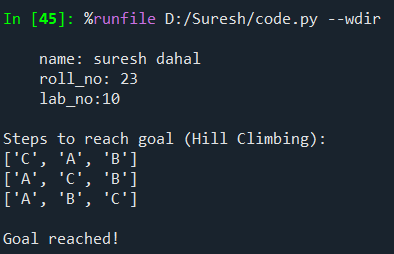 In [45]: %runfile D:/Suresh/code.py --wdir
name: suresh dahal
roll_no: 23
lab_no:10
Steps to reach goal (Hill Climbing):
['C', 'A', 'B']
['A', 'C', 'B']
['A', 'B', 'C']
Goal reached!